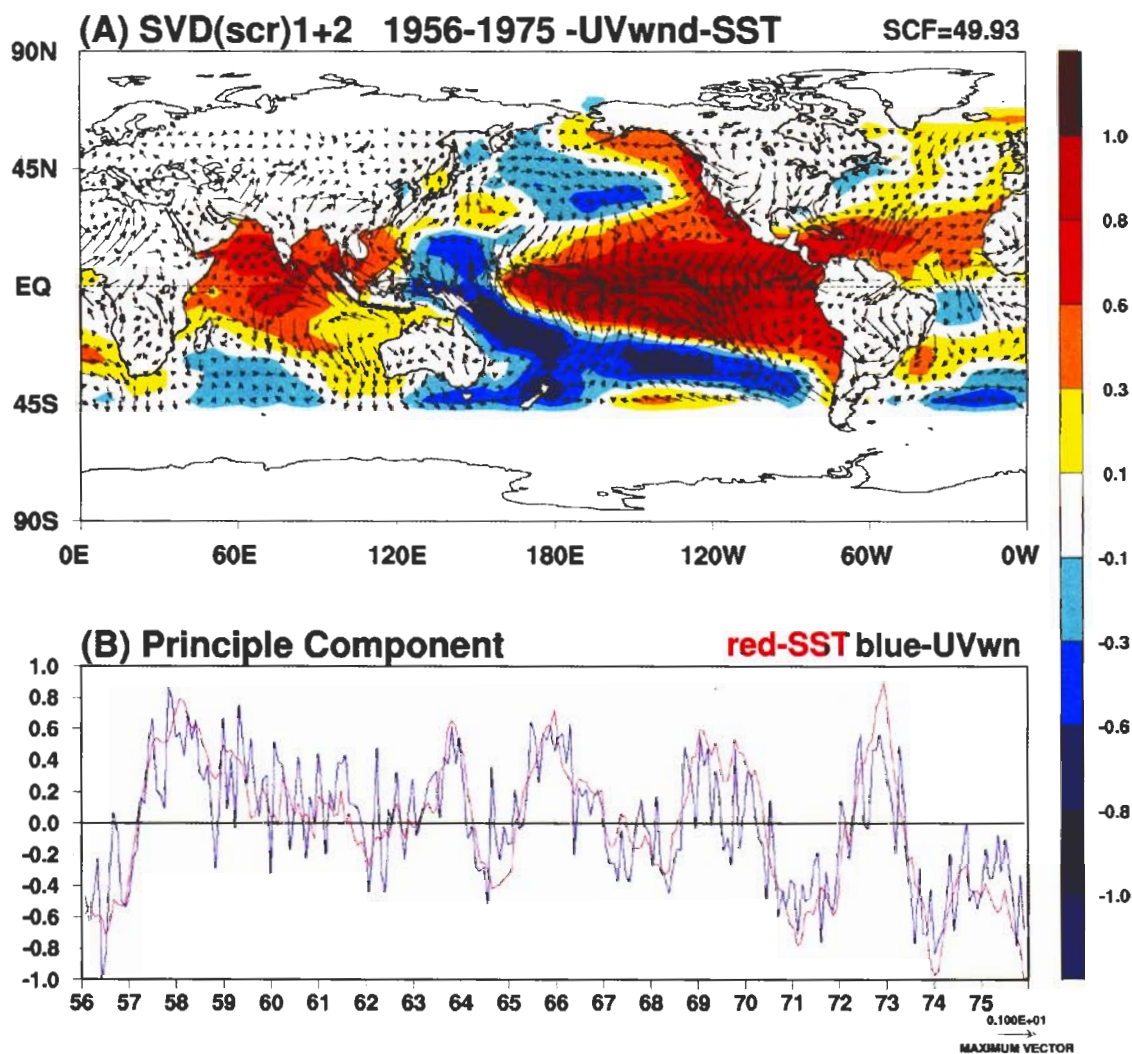 (A) SVD(scr)1+2 1956-1975 -UVwnd-SST SCF=49.93
90N
45N
EQ
45S
90S
0E 60E 120E 180E 120W 60W 0W
1.0
0.8
0.6
0.3
0.1
-0.1
-0.3
-0.6
-0.8
-1.0
(B) Principle Component red-SST blue-UVwn
1.0
0.8
0.6
0.4
0.2
0.0
-0.2
-0.4
-0.6
-0.8
-1.0
56 57 58 59 60 61 62 63 64 65 66 67 68 69 70 71 72 73 74 75
0.100E+01
MAXIMUM VECTOR